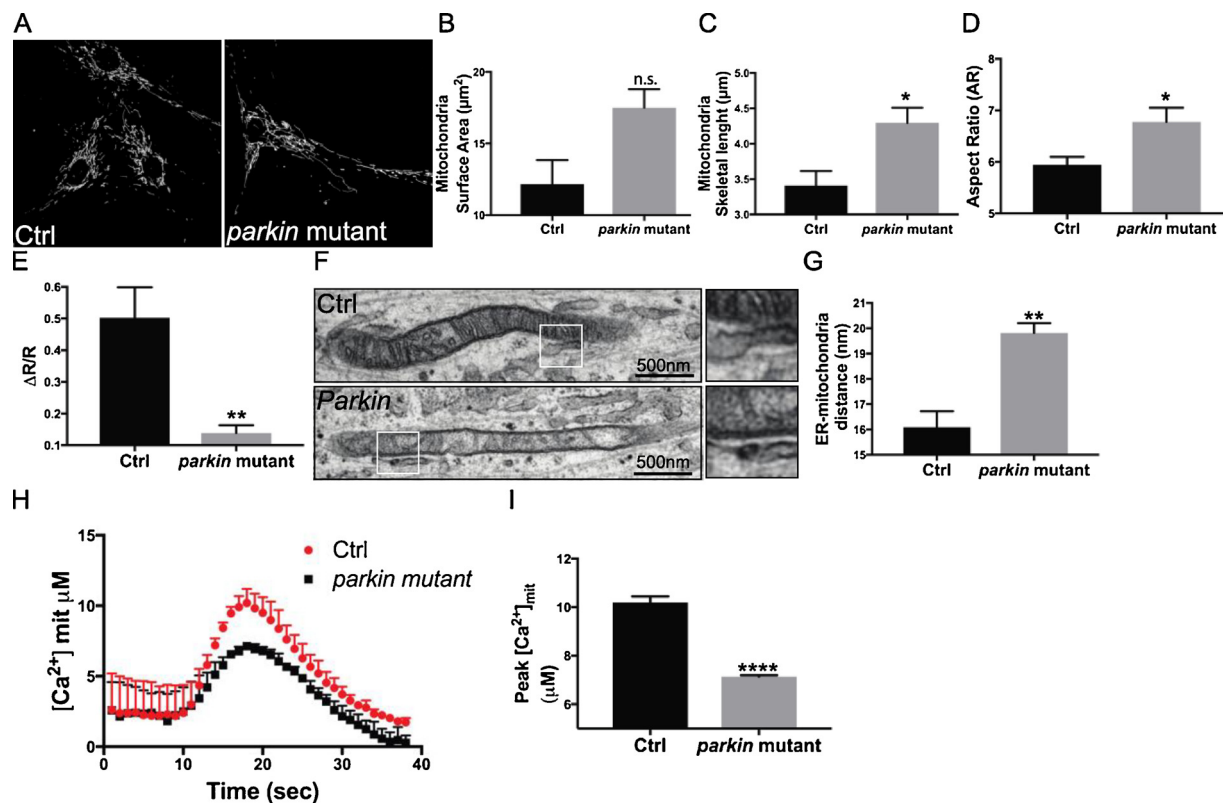 A
Ctrl
parkin mutant
B
Mitochondria
Surface Area (µm²)
20
15
10
n.s.
Ctrl
parkin mutant
C
Mitochondria
Skeletal lenght (µm)
5.0
4.5
4.0
3.5
3.0
*
Ctrl
parkin mutant
D
Aspect Ratio (AR)
8
7
6
5
*
Ctrl
parkin mutant
E
ΔR/R
0.6
0.5
0.4
0.3
0.2
0.1
**
Ctrl
parkin mutant
F
Ctrl
500nm
Parkin
500nm
G
ER-mitochondria
distance (nm)
21
20
19
18
17
16
15
**
Ctrl
parkin mutant
H
[Ca²⁺] mit µM
15
10
5
0
0
10
20
30
40
Time (sec)
Ctrl
parkin mutant
I
Peak [Ca²⁺]mit
(µM)
12
10
8
6
****
Ctrl
parkin mutant